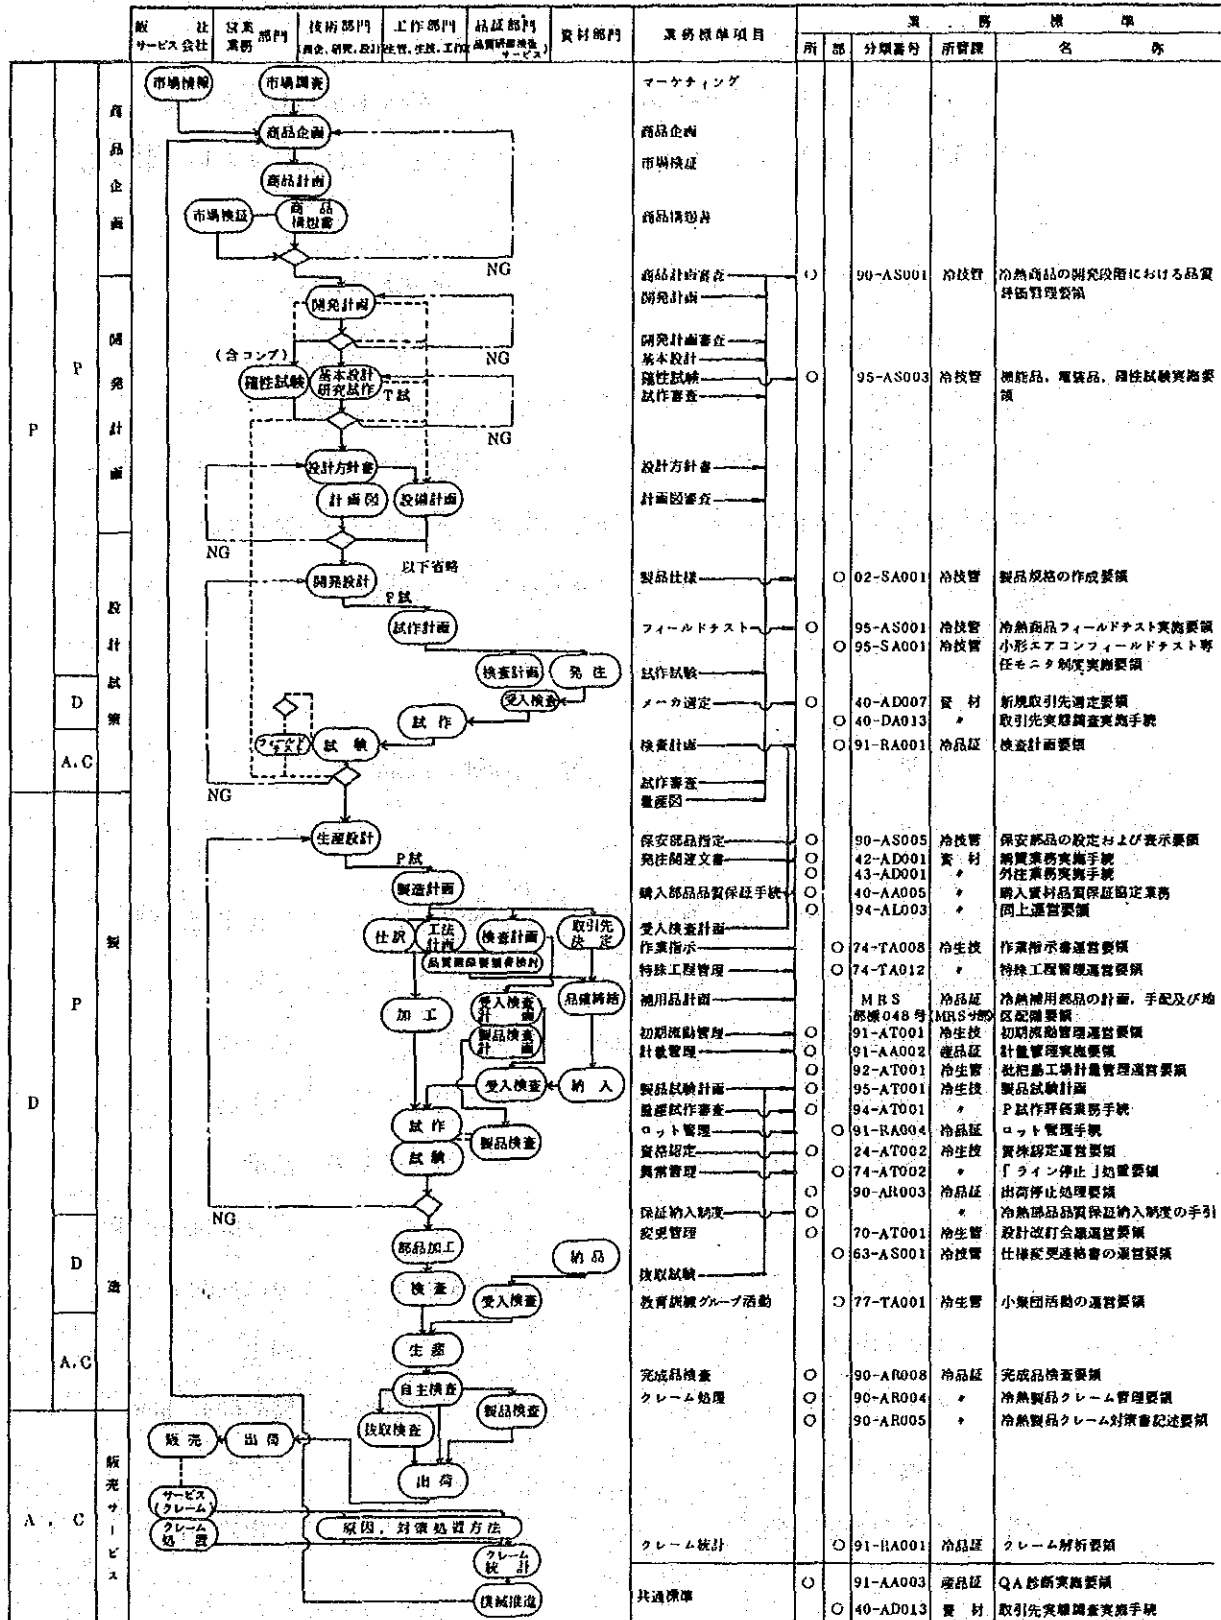 販社
サービス会社
営業
業務
部門
技術部門
(商企、研究、設計)
工作部門
(生管、生技、工作)
品証部門
資材部門
業務標準項目
業務標準
所
部
分類番号
所管課
名称
P
D
A.C
P
D
A.C
P
D
A.C
商品企画
開発計画
設計試策
製造
販売サービス
市場情報
市場調査
商品企画
商品計画
市場検証
商品
構想書
NG
開発計画
NG
(含コンプ)
確性試験
基本設計
研究試作
T試
NG
設計方針書
計画図
設備計画
NG
以下省略
開発設計
P試
試作計画
検査計画
発注
受入検査
試作
フィールド
テスト
試験
NG
生産設計
P試
製造計画
仕訳
工法
計画
検査計画
取引先
決定
加工
受入検査
計画
製品検査
計画
品確締結
受入検査
納入
試作
試験
製品検査
NG
部品加工
納品
検査
受入検査
生産
自主検査
製品検査
抜取検査
販売
出荷
出荷
サービス
(クレーム)
クレーム
処置
原因、対策処置方法
クレーム
統計
撲滅推進
マーケティング
商品企画
市場検証
商品構想書
商品計画審査 ○ 90-AS001 冷技管 冷熱商品の開発段階における品質
評価管理要領
開発計画
開発計画審査
基本設計
確性試験 ○ 95-AS003 冷技管 機能品、電装品、確性試験実施要
領
試作審査
設計方針書
計画図審査
製品仕様 ○ 02-SA001 冷技管 製品規格の作成要領
フィールドテスト ○ 95-AS001 冷技管 冷熱商品フィールドテスト実施要領
○ 95-SA001 冷技管 小形エアコンフィールドテスト専
任モニタ制度実施要領
試作試験
メーカ選定 ○ 40-AD007 資材 新規取引先選定要領
○ 40-DA013 〃 取引先実態調査実施手続
検査計画 ○ 91-RA001 冷品証 検査計画要領
試作審査
量産図
保安部品指定 ○ 90-AS005 冷技管 保安部品の設定および表示要領
発注関連文書 ○ 42-AD001 資材 購買業務実施手続
○ 43-AD001 〃 外注業務実施手続
購入部品品質保証手続 ○ 40-AA005 〃 購入資材品質保証協定業務
○ 94-AL003 〃 同上運営要領
受入検査計画
作業指示 ○ 74-TA008 冷生技 作業指示書運営要領
特殊工程管理 ○ 74-TA012 〃 特殊工程管理運営要領
補用品計画 MRS 冷品証 冷熱補用部品の計画、手配及び地
部標048号 区配備要領
初期流動管理 ○ 91-AT001 冷生技 初期流動管理運営要領
計量管理 ○ 91-AA002 産品証 計量管理実施要領
○ 92-AT001 冷生管 枇杷島工場計量管理運営要領
製品試験計画 ○ 95-AT001 冷生技 製品試験計画
量産試作審査 ○ 94-AT001 〃 P試作評価業務手続
ロット管理 ○ 91-RA004 冷品証 ロット管理手続
資格認定 ○ 24-AT002 冷生技 資格認定運営要領
異常管理 ○ 74-AT002 〃 「ライン停止」処置要領
○ 90-AR003 冷品証 出荷停止処理要領
保証納入制度 ○ 〃 冷熱部品品質保証納入制度の手引
変更管理 ○ 70-AT001 冷生管 設計改訂会議運営要領
○ 63-AS001 冷技管 仕様変更連絡書の運営要領
抜取試験
教育訓練グループ活動 ○ 77-TA001 冷生管 小集団活動の運営要領
完成品検査 ○ 90-AR008 冷品証 完成品検査要領
クレーム処理 ○ 90-AR004 〃 冷熱製品クレーム管理要領
○ 90-AR005 〃 冷熱製品クレーム対策書記述要領
クレーム統計 ○ 91-RA001 冷品証 クレーム解析要領
共通標準 ○ 91-AA003 産品証 QA診断実施要領
○ 40-AD013 資材 取引先実態調査実施手続